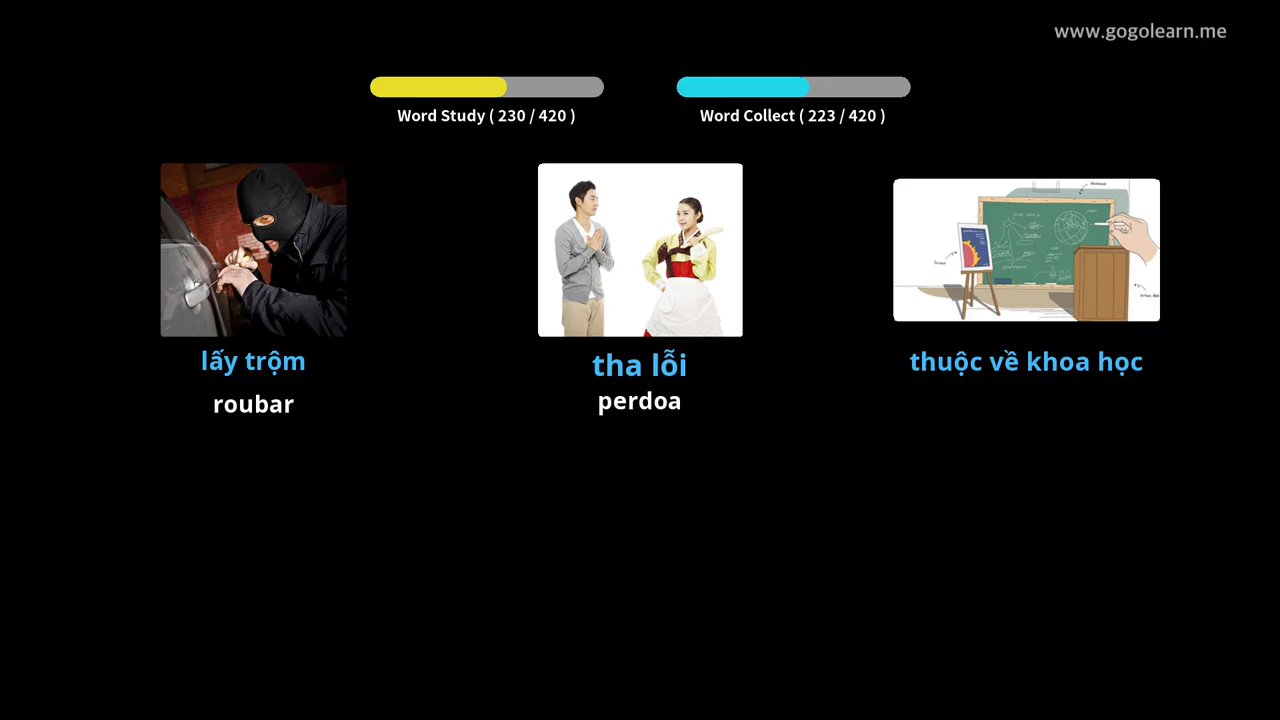 www.gogolearn.me
Word Study ( 230 / 420 )
Word Collect ( 223 / 420 )
lấy trộm
tha lỗi
thuộc về khoa học
roubar
perdoa